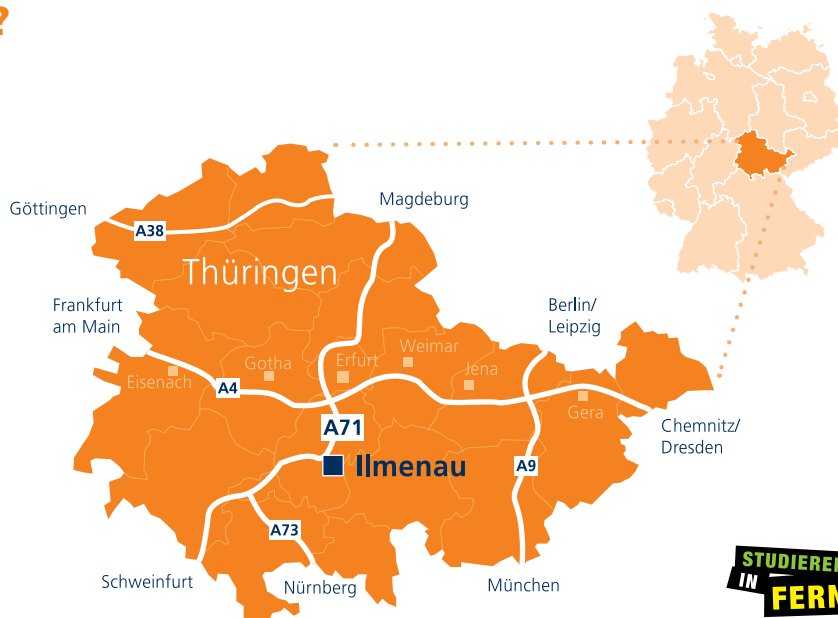 ?
Göttingen
Magdeburg
A38
Thüringen
Frankfurt
am Main
Berlin/
Leipzig
Eisenach
Gotha
Erfurt
Weimar
Jena
Gera
A4
A71
Chemnitz/
Dresden
Ilmenau
A9
A73
Schweinfurt
Nürnberg
München
STUDIEREN
IN
FERN